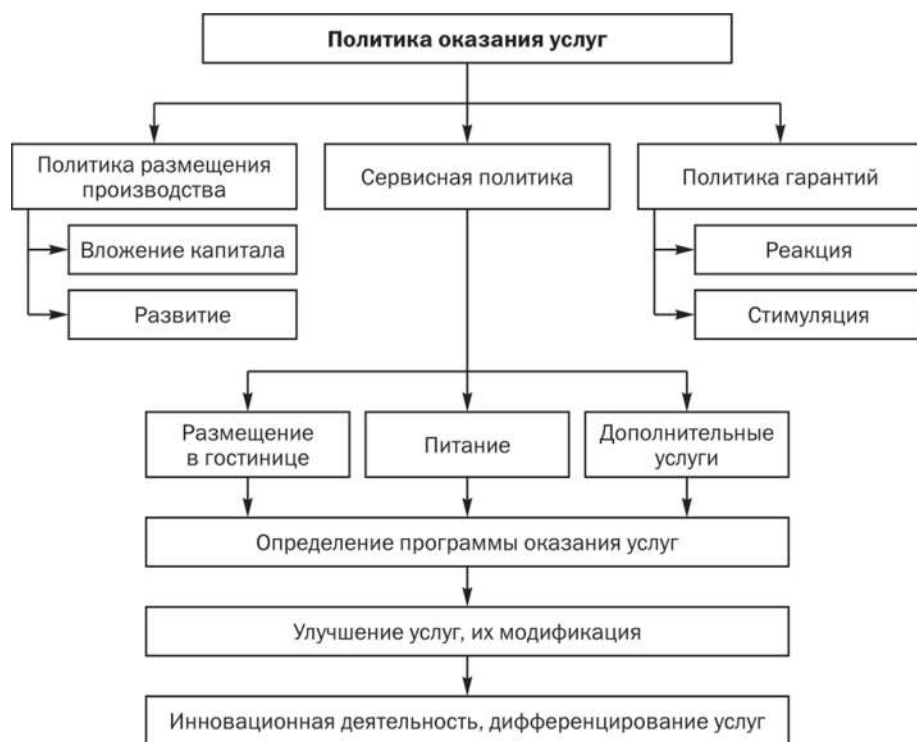 Политика оказания услуг
Политика размещения
производства
Сервисная политика
Политика гарантий
Вложение капитала
Реакция
Развитие
Стимуляция
Размещение
в гостинице
Питание
Дополнительные
услуги
Определение программы оказания услуг
Улучшение услуг, их модификация
Инновационная деятельность, дифференцирование услуг